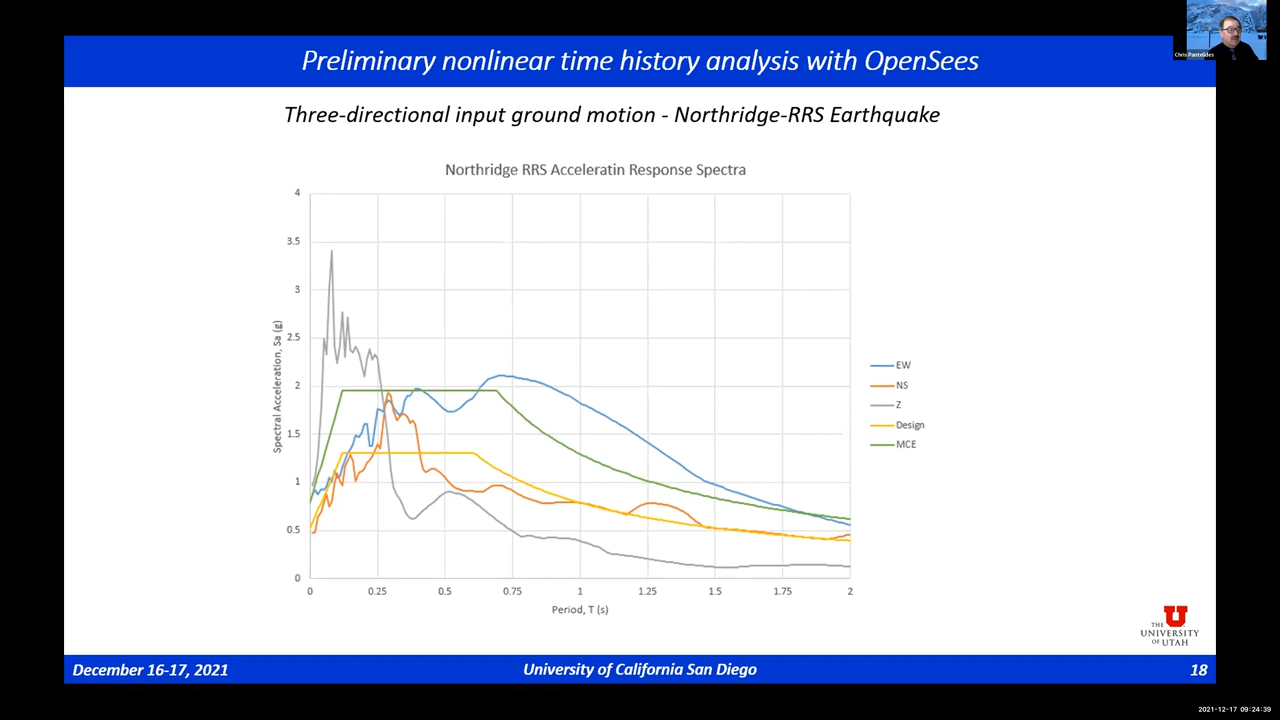 Chris Pantelides
Preliminary nonlinear time history analysis with OpenSees
Three-directional input ground motion - Northridge-RRS Earthquake
Northridge RRS Acceleratin Response Spectra
4
3.5
3
2.5
2
1.5
1
0.5
0
Spectral Acceleration, Sa (g)
0 0.25 0.5 0.75 1 1.25 1.5 1.75 2
Period, T (s)
EW
NS
Z
Design
MCE
THE
UNIVERSITY
OF UTAH
December 16-17, 2021 University of California San Diego 18
2021-12-17 09:24:39